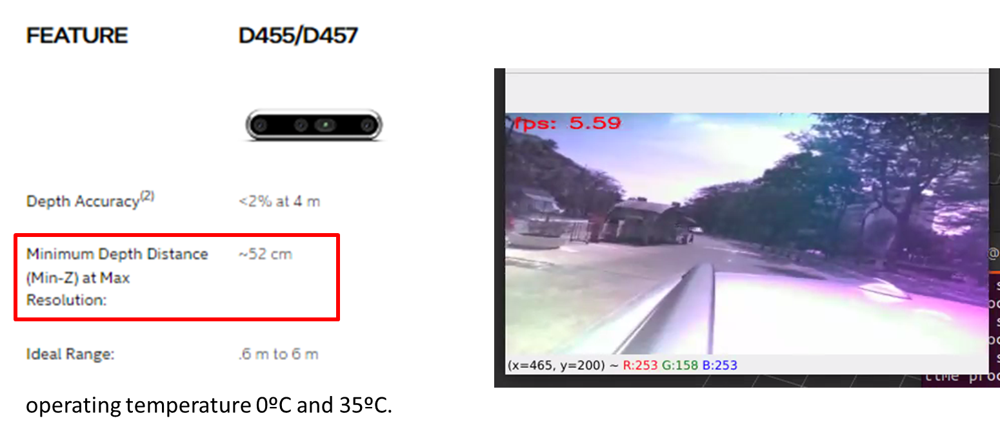 FEATURE D455/D457
Depth Accuracy(2) <2% at 4 m
Minimum Depth Distance ~52 cm
(Min-Z) at Max
Resolution:
Ideal Range: .6 m to 6 m
operating temperature 0ºC and 35ºC.
fps: 5.59
(x=465, y=200) ~ R:253 G:158 B:253
@